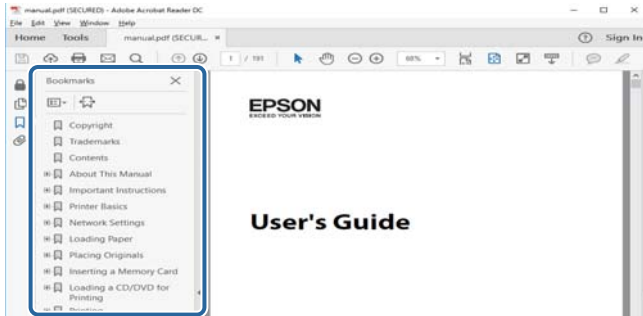 manual.pdf (SECURED) - Adobe Acrobat Reader DC
File Edit View Window Help
Home Tools manual.pdf (SECUR... ×
Sign In
1 / 191
68%
Bookmarks
Copyright
Trademarks
Contents
About This Manual
Important Instructions
Printer Basics
Network Settings
Loading Paper
Placing Originals
Inserting a Memory Card
Loading a CD/DVD for
Printing
Printing
EPSON
EXCEED YOUR VISION
User's Guide